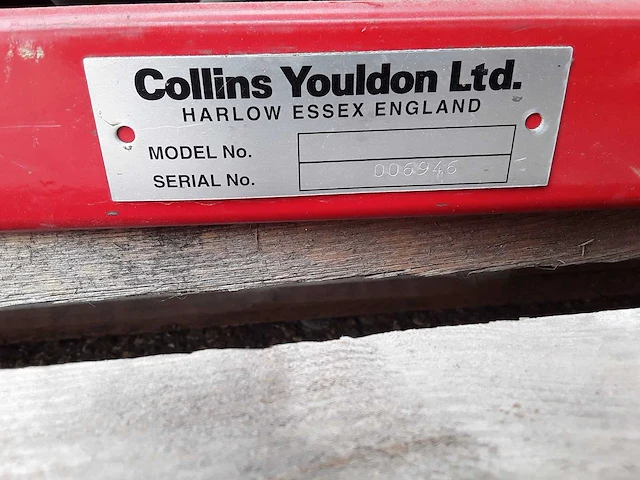 Collins Youldon Ltd.
HARLOW ESSEX ENGLAND
MODEL No.
SERIAL No. 006946